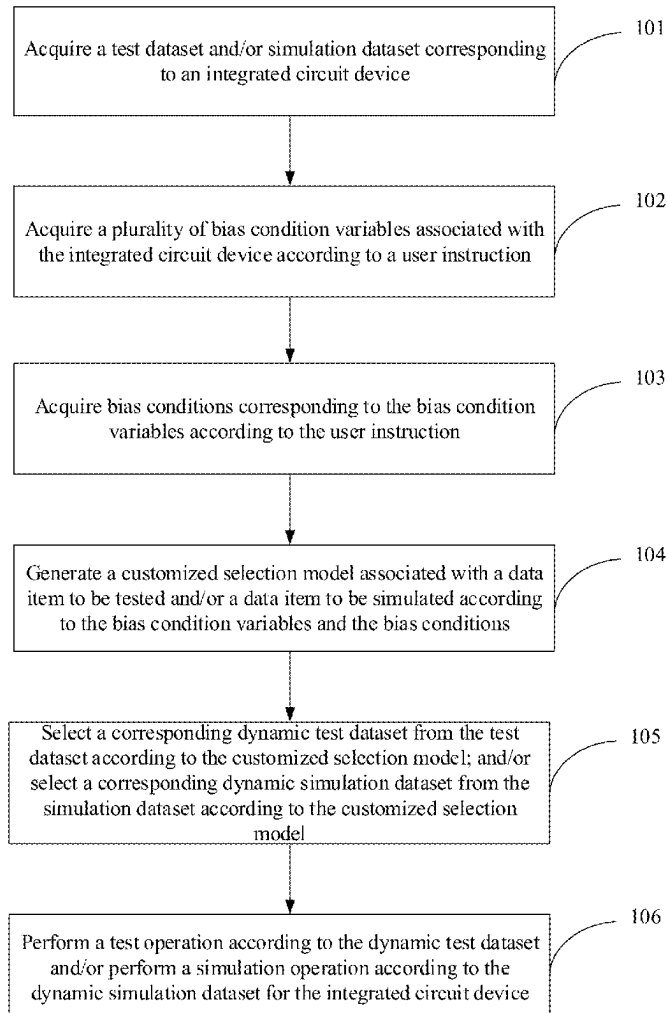 Acquire a test dataset and/or simulation dataset corresponding
to an integrated circuit device
101
Acquire a plurality of bias condition variables associated with
the integrated circuit device according to a user instruction
102
Acquire bias conditions corresponding to the bias condition
variables according to the user instruction
103
Generate a customized selection model associated with a data
item to be tested and/or a data item to be simulated according
to the bias condition variables and the bias conditions
104
Select a corresponding dynamic test dataset from the test
dataset according to the customized selection model; and/or
select a corresponding dynamic simulation dataset from the
simulation dataset according to the customized selection
model
105
Perform a test operation according to the dynamic test dataset
and/or perform a simulation operation according to the
dynamic simulation dataset for the integrated circuit device
106